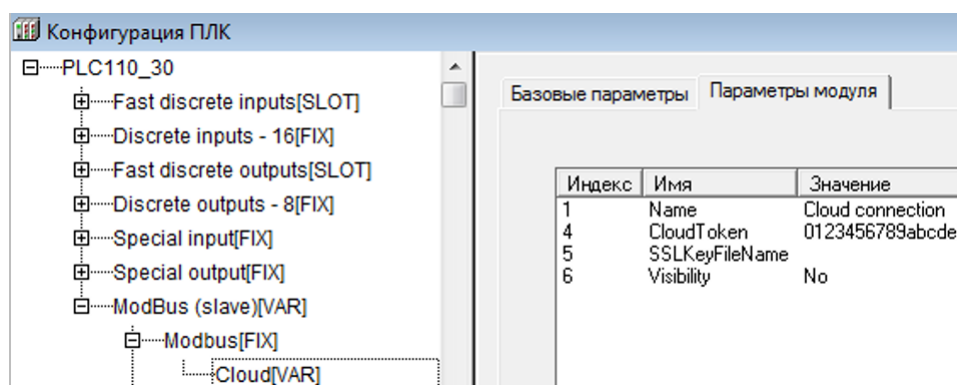 Конфигурация ПЛК
PLC110_30
Fast discrete inputs[SLOT]
Discrete inputs - 16[FIX]
Fast discrete outputs[SLOT]
Discrete outputs - 8[FIX]
Special input[FIX]
Special output[FIX]
ModBus (slave)[VAR]
Modbus[FIX]
Cloud[VAR]
Базовые параметры Параметры модуля
Индекс Имя Значение
1 Name Cloud connection
4 CloudToken 0123456789abcde
5 SSLKeyFileName
6 Visibility No